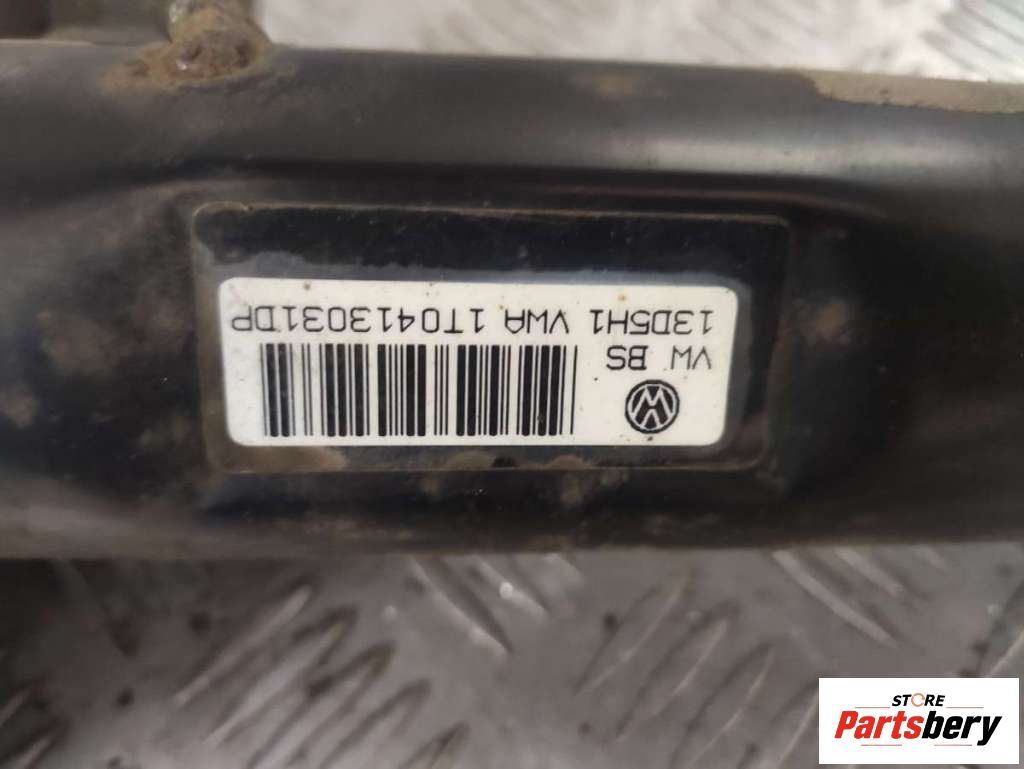 VW BS
13D5H1 VWA 1T0413031DP
STORE
Partsbery